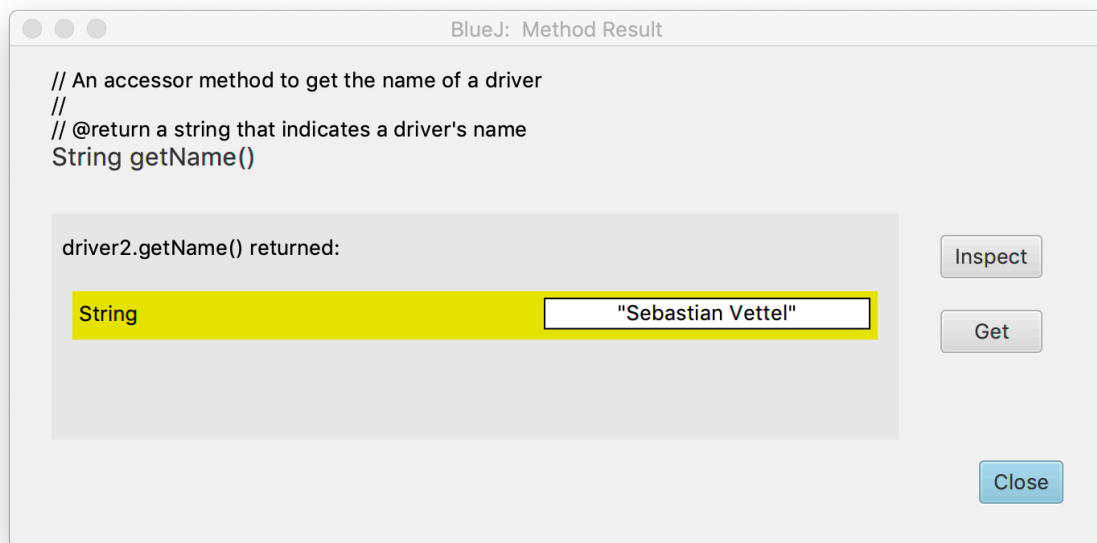 BlueJ:  Method Result
// An accessor method to get the name of a driver
//
// @return a string that indicates a driver's name
String getName()
driver2.getName() returned:
String
"Sebastian Vettel"
Inspect
Get
Close